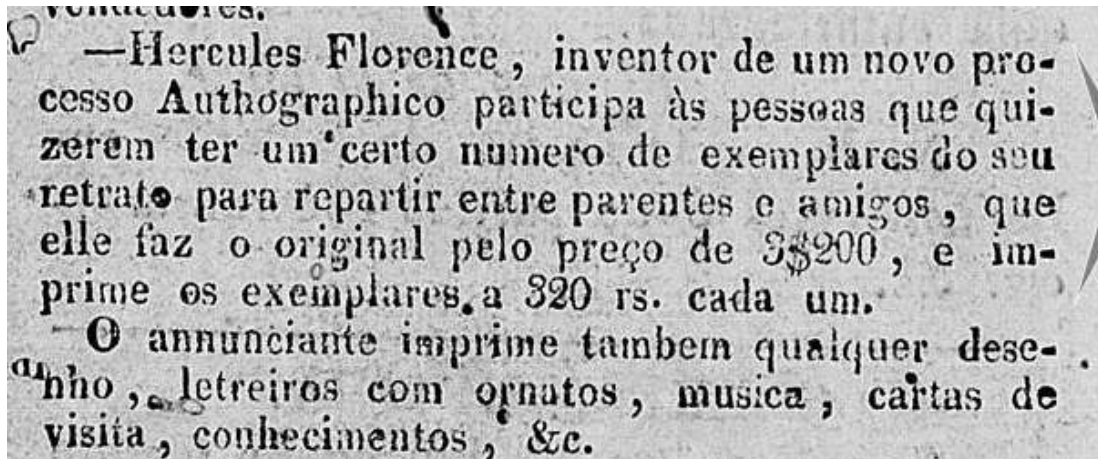 —Hercules Florence, inventor de um novo pro-
cesso Authographico participa às pessoas que qui-
zerem ter um certo numero de exemplares do seu
retrato para repartir entre parentes e amigos, que
elle faz o original pelo preço de 3$200, e im-
prime os exemplares a 320 rs. cada um.
O annunciante imprime tambem qualquer dese-
nho, letreiros com ornatos, musica, cartas de
visita, conhecimentos, &c.